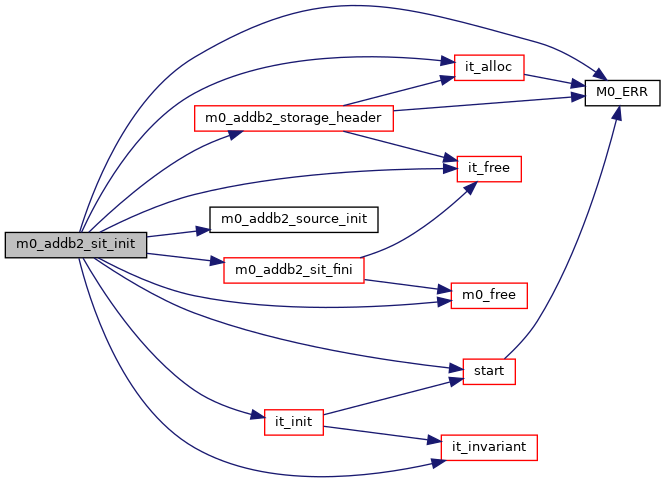 it_alloc
M0_ERR
m0_addb2_storage_header
it_free
m0_addb2_source_init
m0_addb2_sit_init
m0_addb2_sit_fini
m0_free
start
it_init
it_invariant